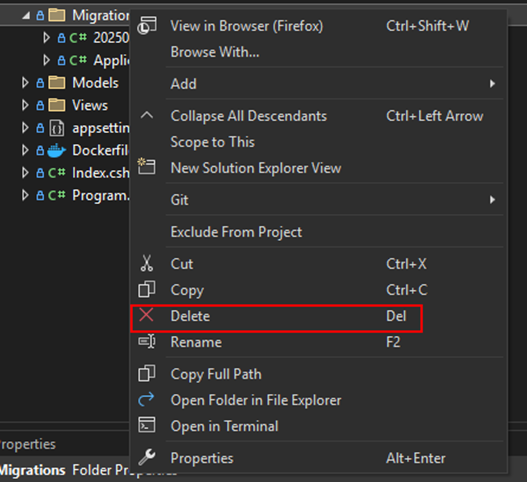 Migration
View in Browser (Firefox) Ctrl+Shift+W
C# 20250
Browse With...
C# Applic
Add
Models
Views
Collapse All Descendants Ctrl+Left Arrow
appsettin
Scope to This
Dockerfil
New Solution Explorer View
C# Index.csh
C# Program.
Git
Exclude From Project
Cut Ctrl+X
Copy Ctrl+C
Delete Del
Rename F2
Copy Full Path
Open Folder in File Explorer
Open in Terminal
roperties
Properties Alt+Enter
Migrations Folder Properties